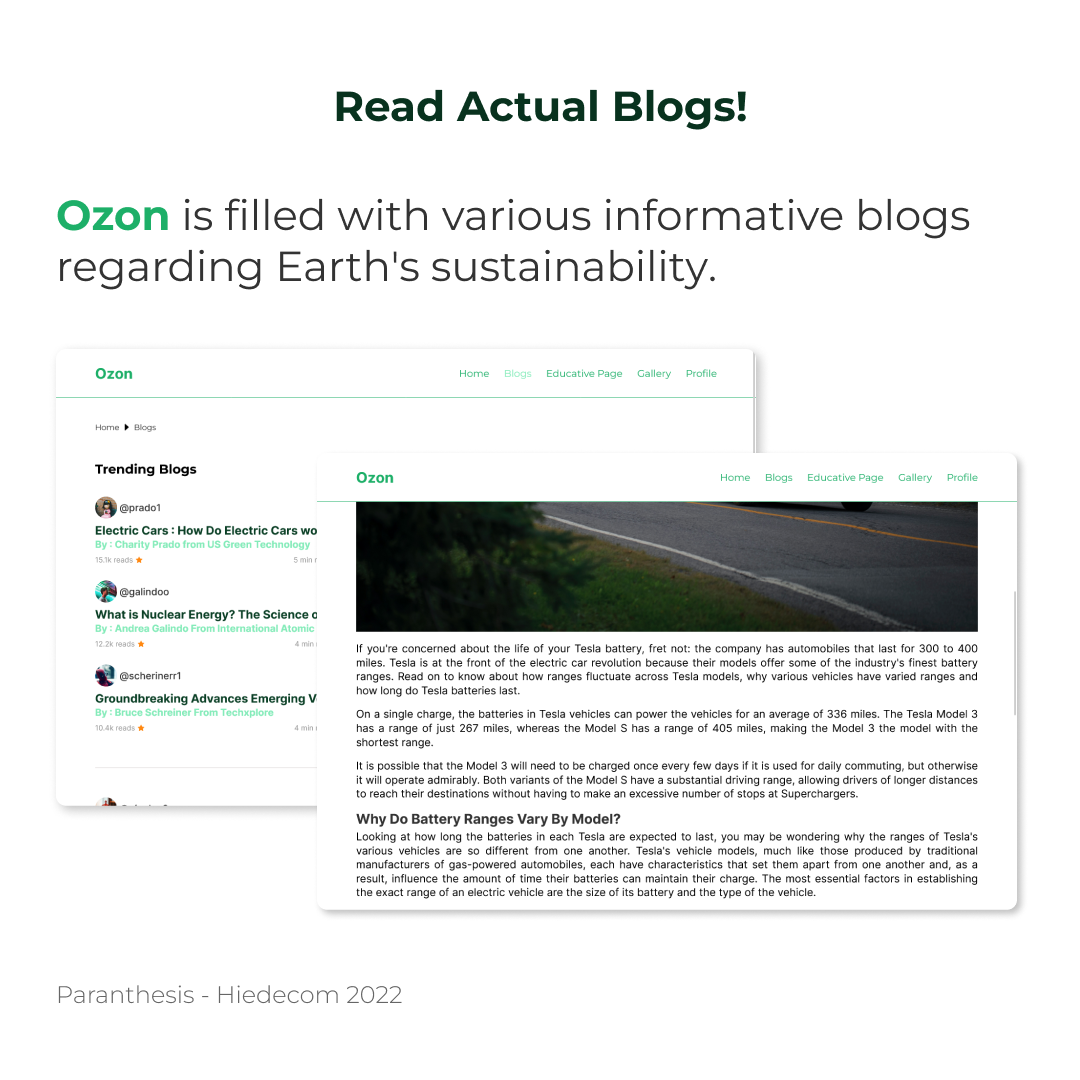 Read Actual Blogs!
Ozon is filled with various informative blogs
regarding Earth's sustainability.
Ozon
Home Blogs Educative Page Gallery Profile
Home Blogs
Trending Blogs
@prado1
Electric Cars : How Do Electric Cars wo
By : Charity Prado from US Green Technology
15.1k reads 5 min
@galindoo
What is Nuclear Energy? The Science o
By : Andrea Galindo From International Atomic
12.2k reads 4 min
@scherinerr1
Groundbreaking Advances Emerging V
By : Bruce Schreiner From Techxplore
10.4k reads 4 min
Ozon
Home Blogs Educative Page Gallery Profile
If you're concerned about the life of your Tesla battery, fret not: the company has automobiles that last for 300 to 400
miles. Tesla is at the front of the electric car revolution because their models offer some of the industry's finest battery
ranges. Read on to know about how ranges fluctuate across Tesla models, why various vehicles have varied ranges and
how long do Tesla batteries last.
On a single charge, the batteries in Tesla vehicles can power the vehicles for an average of 336 miles. The Tesla Model 3
has a range of just 267 miles, whereas the Model S has a range of 405 miles, making the Model 3 the model with the
shortest range.
It is possible that the Model 3 will need to be charged once every few days if it is used for daily commuting, but otherwise
it will operate admirably. Both variants of the Model S have a substantial driving range, allowing drivers of longer distances
to reach their destinations without having to make an excessive number of stops at Superchargers.
Why Do Battery Ranges Vary By Model?
Looking at how long the batteries in each Tesla are expected to last, you may be wondering why the ranges of Tesla's
various vehicles are so different from one another. Tesla's vehicle models, much like those produced by traditional
manufacturers of gas-powered automobiles, each have characteristics that set them apart from one another and, as a
result, influence the amount of time their batteries can maintain their charge. The most essential factors in establishing
the exact range of an electric vehicle are the size of its battery and the type of the vehicle.
Paranthesis - Hiedecom 2022